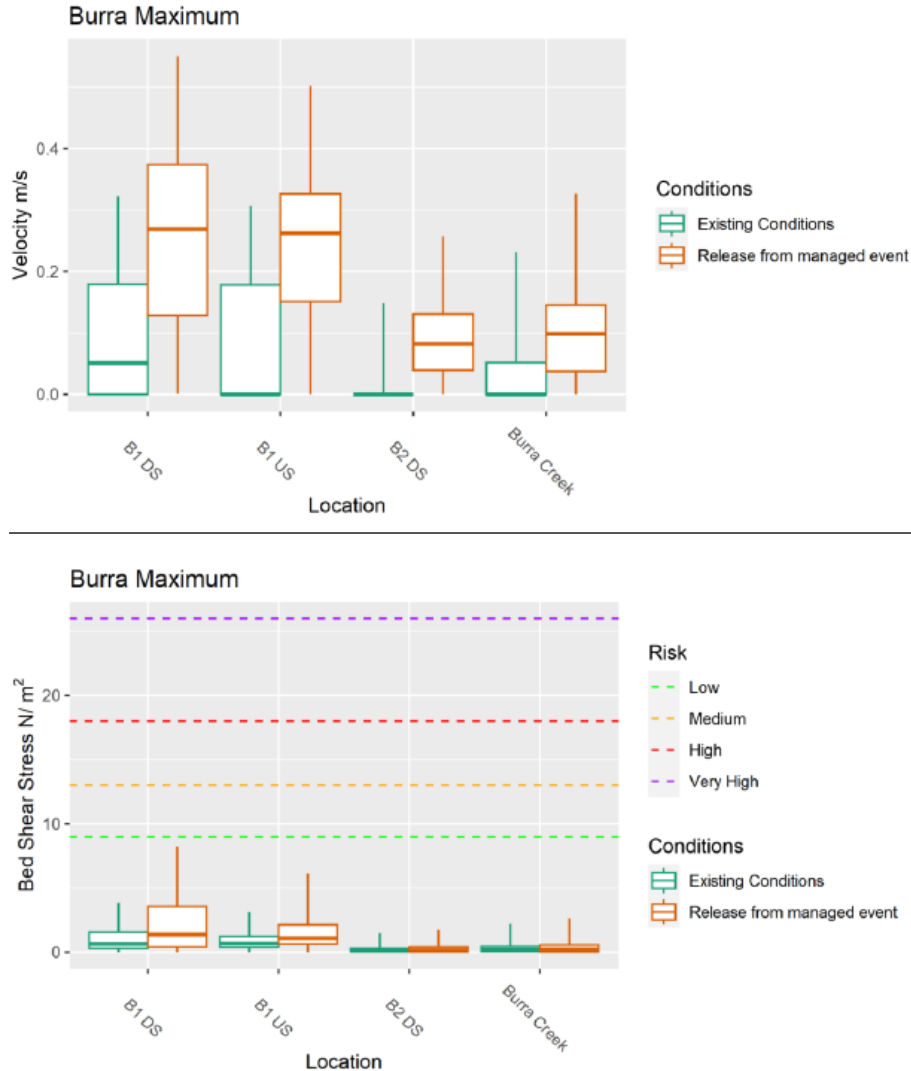 Burra Maximum
Velocity m/s
0.4
0.2
0.0
B1 DS
B1 US
B2 DS
Burra Creek
Location
Conditions
Existing Conditions
Release from managed event
Burra Maximum
Bed Shear Stress N/ m²
20
10
0
B1 DS
B1 US
B2 DS
Burra Creek
Location
Risk
Low
Medium
High
Very High
Conditions
Existing Conditions
Release from managed event